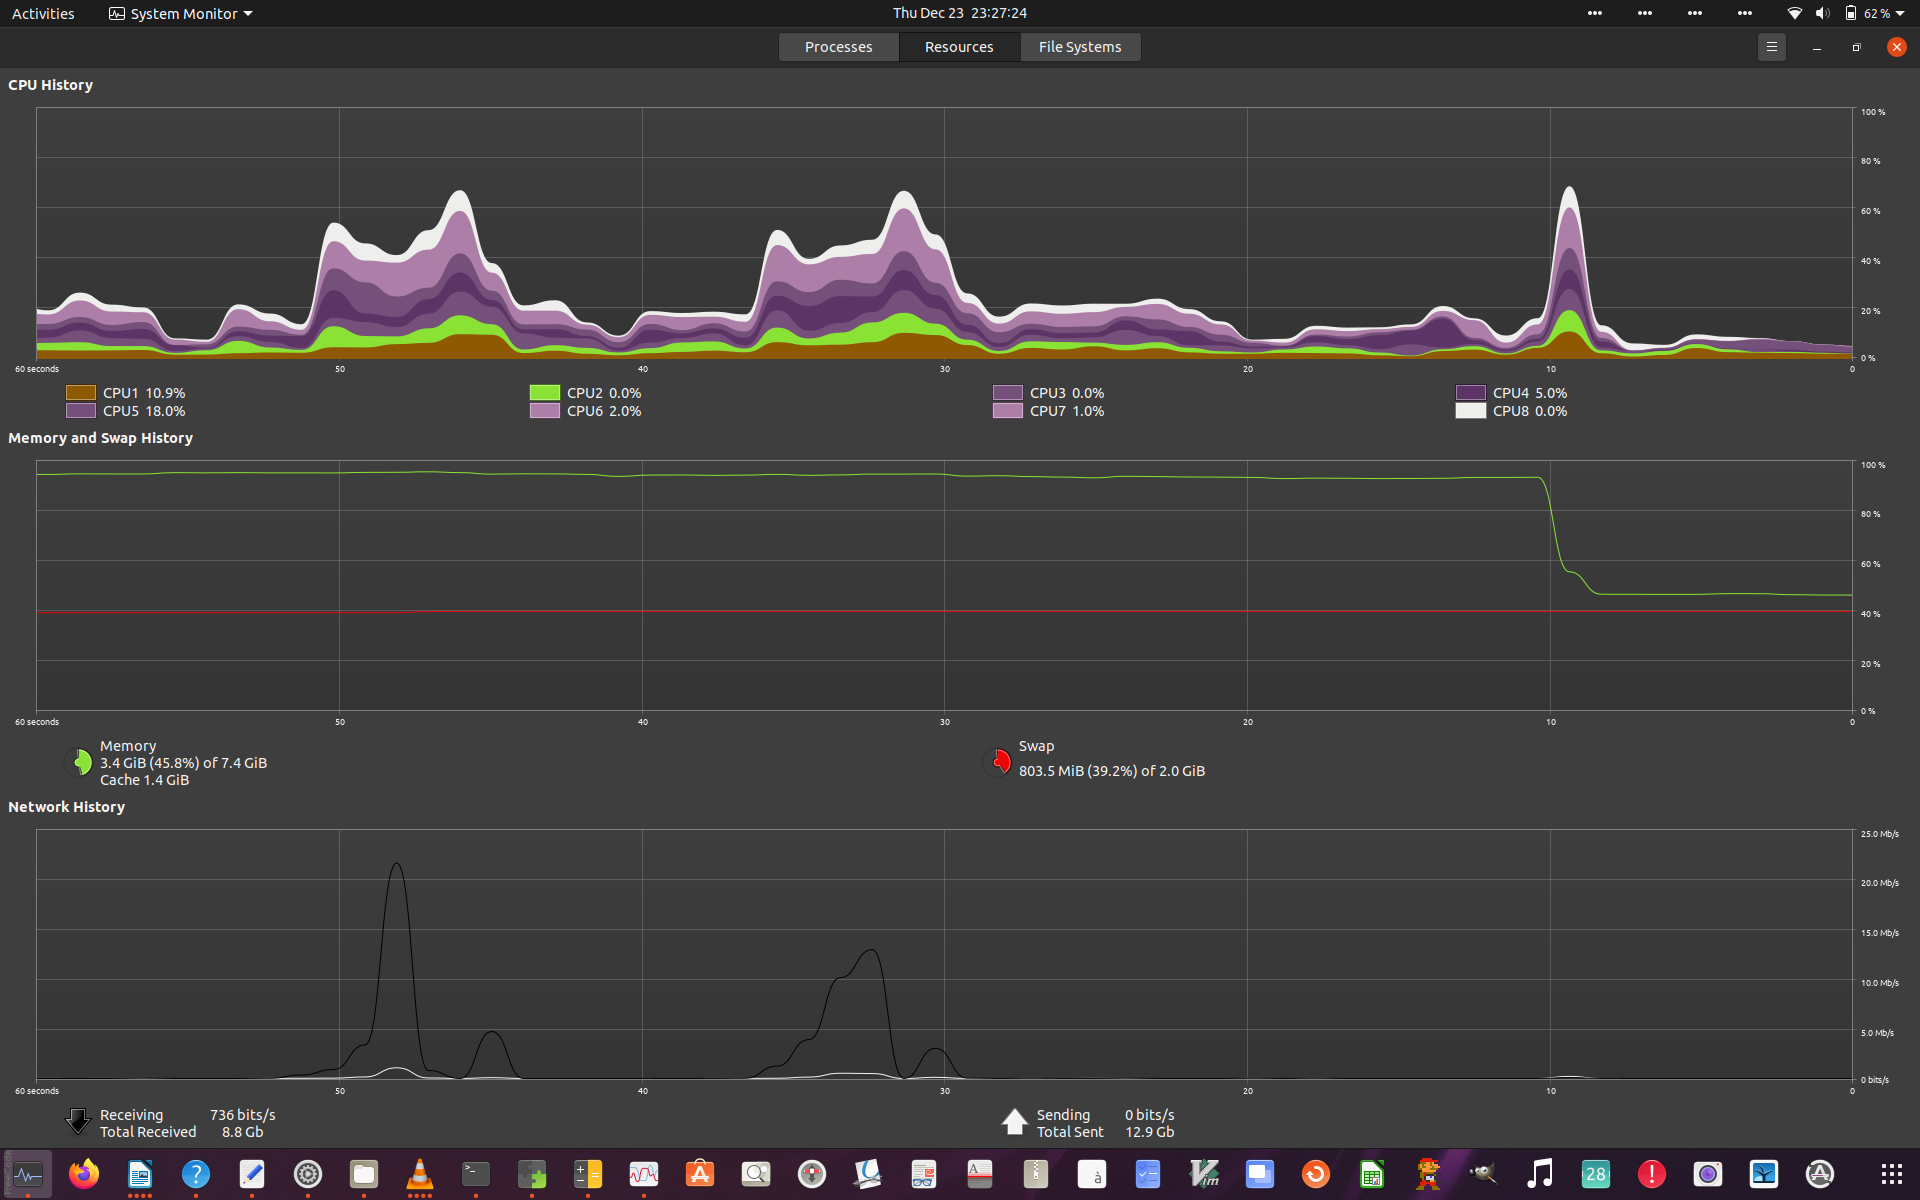 Activities System Monitor Thu Dec 23 23:27:24 62 %
Processes Resources File Systems
CPU History
100 %
80 %
60 %
40 %
20 %
0 %
60 seconds 50 40 30 20 10 0
CPU1 10.9% CPU2 0.0% CPU3 0.0% CPU4 5.0%
CPU5 18.0% CPU6 2.0% CPU7 1.0% CPU8 0.0%
Memory and Swap History
100 %
80 %
60 %
40 %
20 %
0 %
60 seconds 50 40 30 20 10 0
Memory
3.4 GiB (45.8%) of 7.4 GiB
Cache 1.4 GiB
Swap
803.5 MiB (39.2%) of 2.0 GiB
Network History
25.0 Mb/s
20.0 Mb/s
15.0 Mb/s
10.0 Mb/s
5.0 Mb/s
0 bits/s
60 seconds 50 40 30 20 10 0
Receiving 736 bits/s
Total Received 8.8 Gb
Sending 0 bits/s
Total Sent 12.9 Gb
28